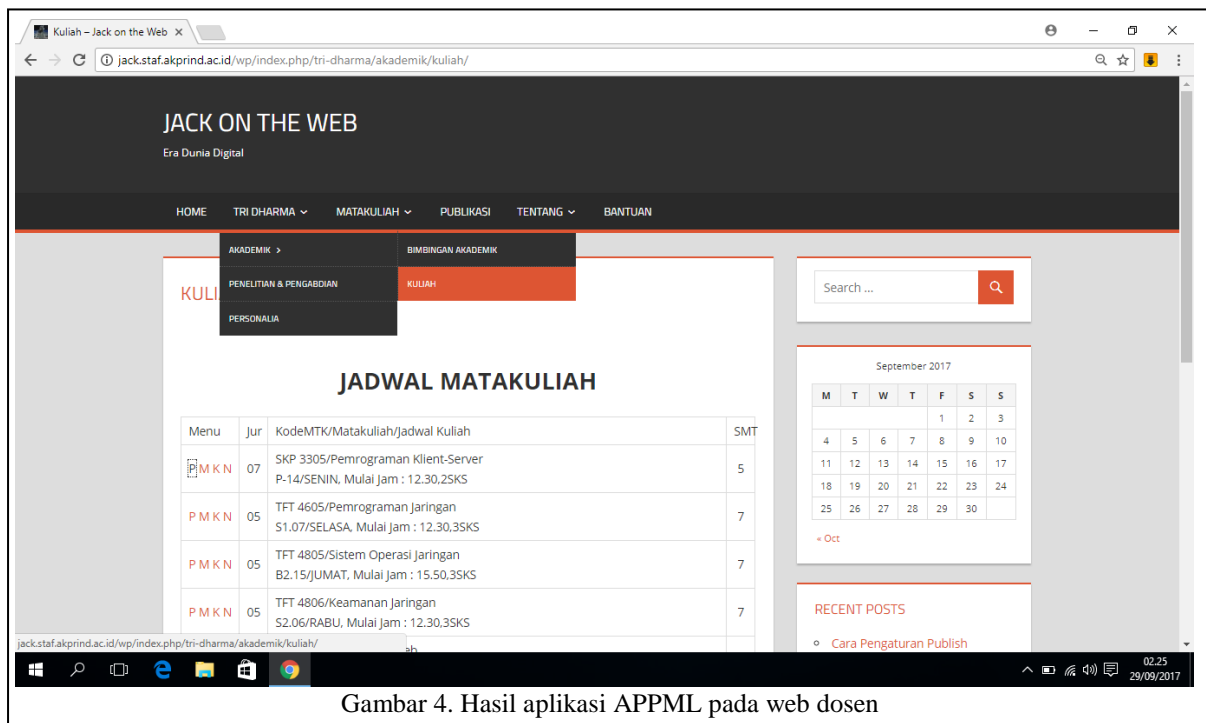 Kuliah – Jack on the Web
jack.staf.akprind.ac.id/wp/index.php/tri-dharma/akademik/kuliah/
JACK ON THE WEB
Era Dunia Digital
HOME TRI DHARMA MATAKULIAH PUBLIKASI TENTANG BANTUAN
AKADEMIK > BIMBINGAN AKADEMIK
PENELITIAN & PENGABDIAN KULIAH
PERSONALIA
KULI
Search ...
JADWAL MATAKULIAH
Menu Jur KodeMTK/Matakuliah/Jadwal Kuliah SMT
P M K N 07 SKP 3305/Pemrograman Klient-Server 5
P-14/SENIN, Mulai Jam : 12.30,2SKS
P M K N 05 TFT 4605/Pemrograman Jaringan 7
S1.07/SELASA, Mulai Jam : 12.30,3SKS
P M K N 05 TFT 4805/Sistem Operasi Jaringan 7
B2.15/JUMAT, Mulai Jam : 15.50,3SKS
P M K N 05 TFT 4806/Keamanan Jaringan 7
S2.06/RABU, Mulai Jam : 12.30,3SKS
September 2017
M T W T F S S
1 2 3
4 5 6 7 8 9 10
11 12 13 14 15 16 17
18 19 20 21 22 23 24
25 26 27 28 29 30
« Oct
RECENT POSTS
Cara Pengaturan Publish
jack.staf.akprind.ac.id/wp/index.php/tri-dharma/akademik/kuliah/
02.25
29/09/2017
Gambar 4. Hasil aplikasi APPML pada web dosen